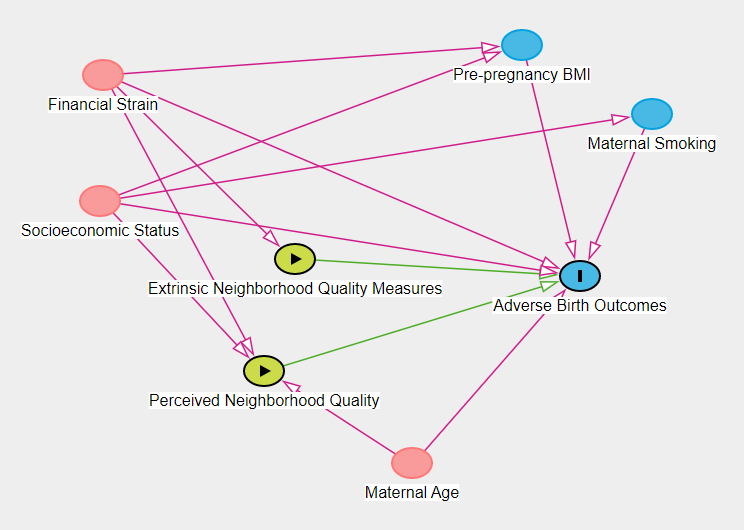 Pre-pregnancy BMI
Financial Strain
Maternal Smoking
Socioeconomic Status
Extrinsic Neighborhood Quality Measures
Adverse Birth Outcomes
Perceived Neighborhood Quality
Maternal Age